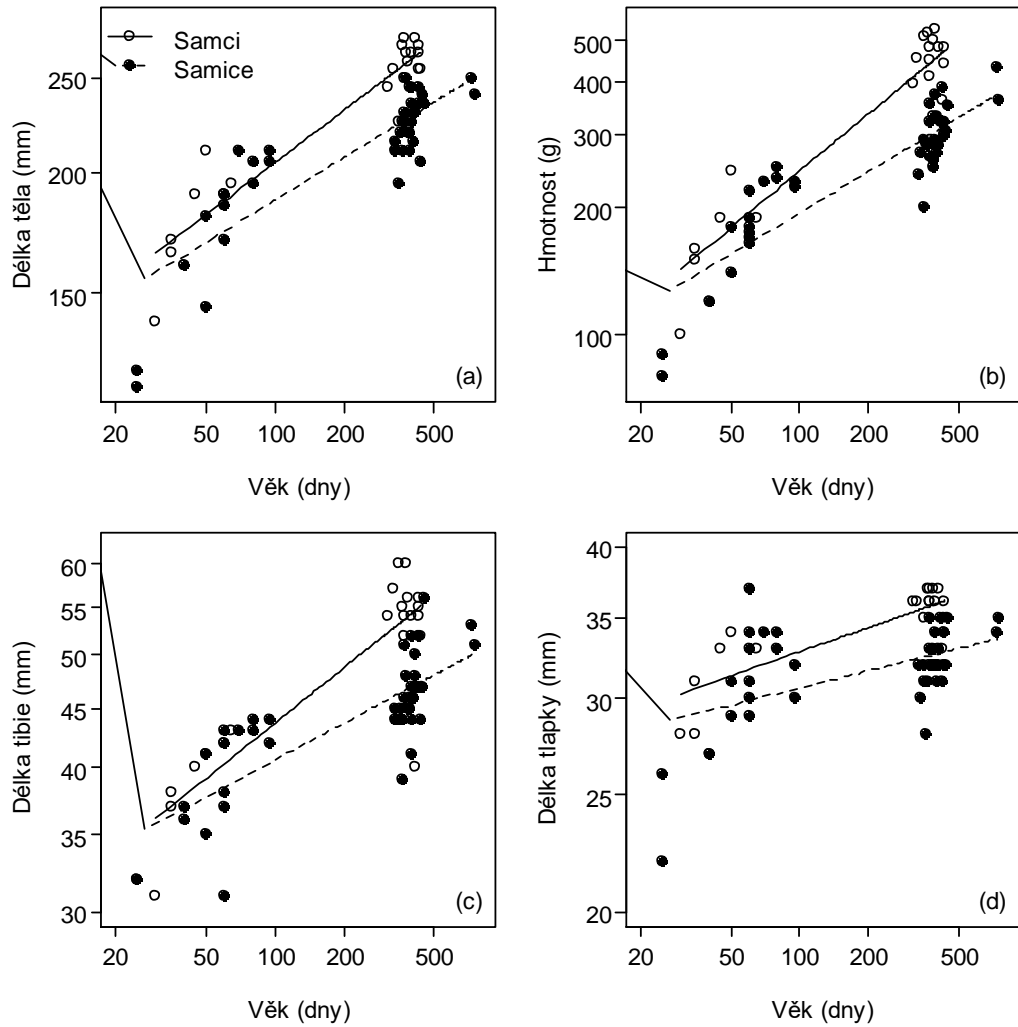 Samci
Samice
Délka těla (mm)
250
200
150
(a)
20 50 100 200 500
Věk (dny)
Hmotnost (g)
500
400
300
200
100
(b)
20 50 100 200 500
Věk (dny)
Délka tibie (mm)
60
55
50
45
40
35
30
(c)
20 50 100 200 500
Věk (dny)
Délka tlapky (mm)
40
35
30
25
20
(d)
20 50 100 200 500
Věk (dny)